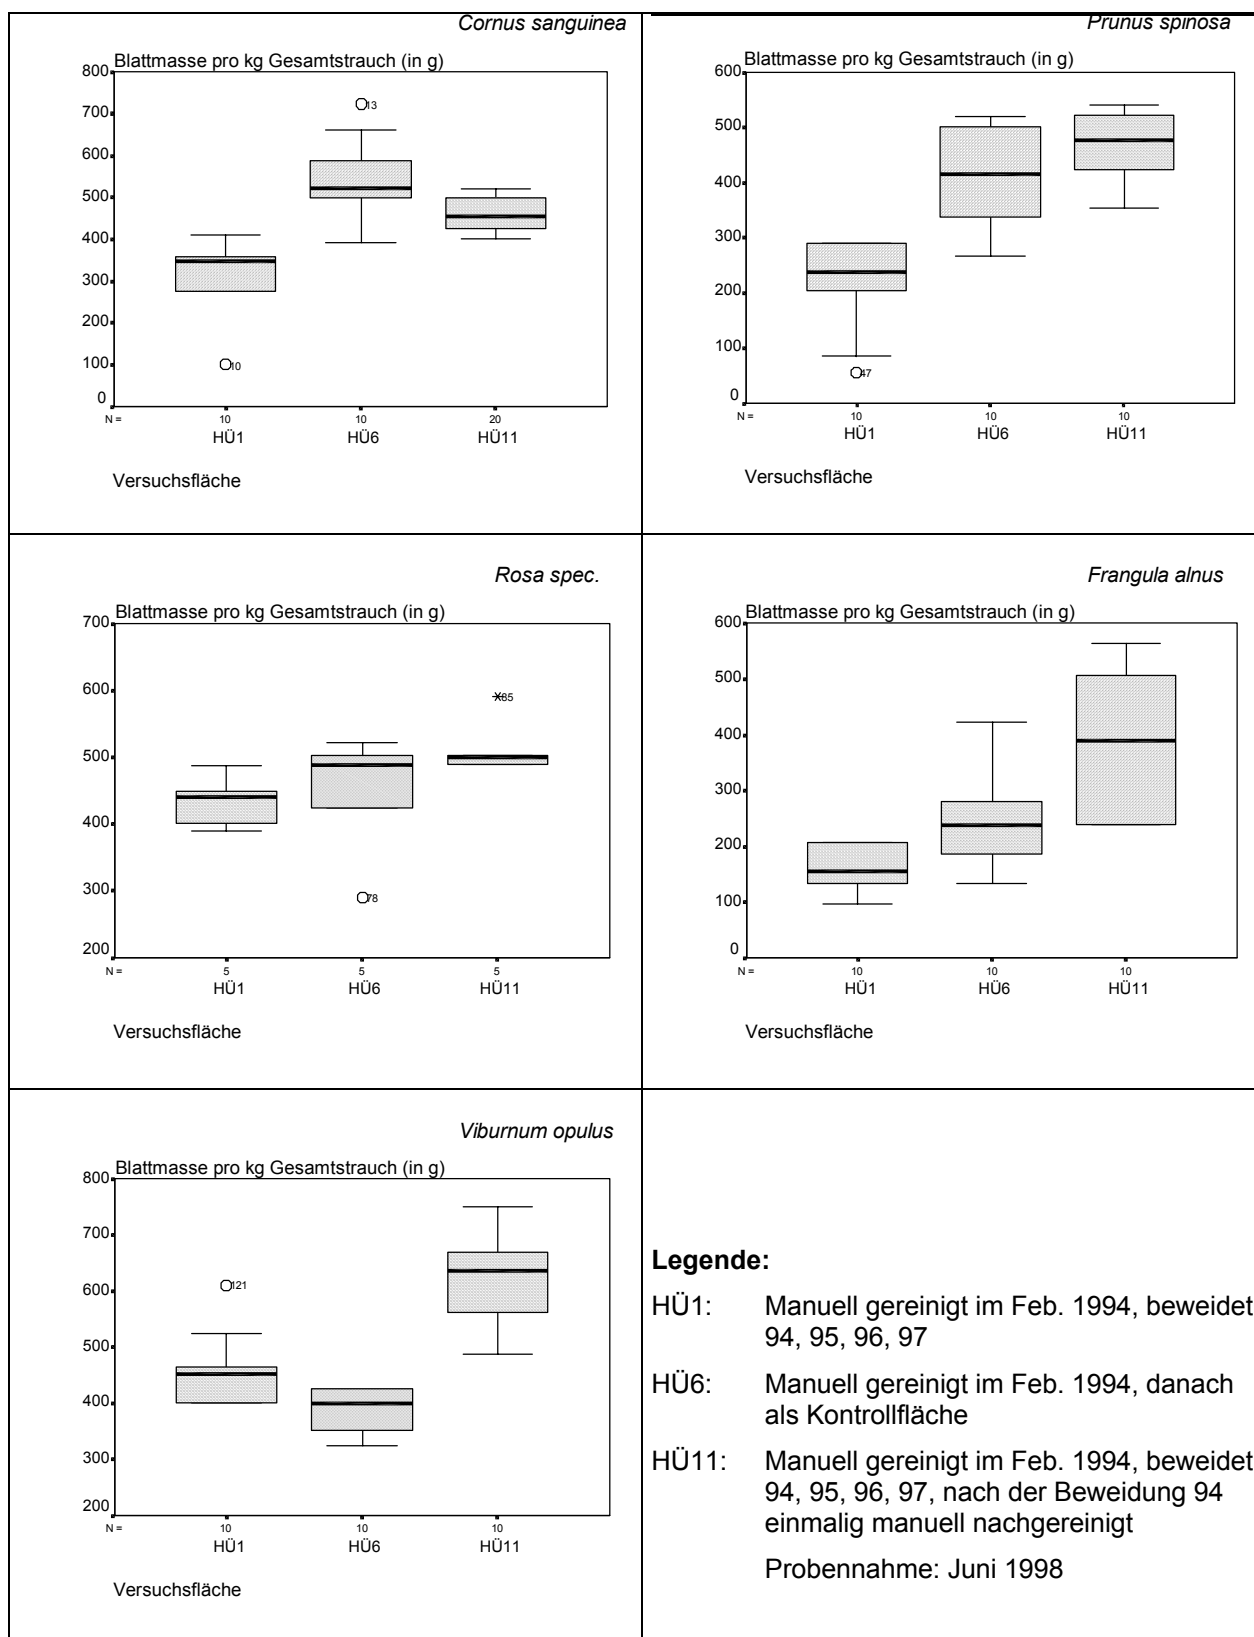 Cornus sanguinea
Blattmasse pro kg Gesamtstrauch (in g)
800
700
600
500
400
300
200
100
0
13
10
N =
10
10
20
HÜ1
HÜ6
HÜ11
Versuchsfläche
Prunus spinosa
Blattmasse pro kg Gesamtstrauch (in g)
600
500
400
300
200
100
0
47
N =
10
10
10
HÜ1
HÜ6
HÜ11
Versuchsfläche
Rosa spec.
Blattmasse pro kg Gesamtstrauch (in g)
700
600
500
400
300
200
85
78
N =
5
5
5
HÜ1
HÜ6
HÜ11
Versuchsfläche
Frangula alnus
Blattmasse pro kg Gesamtstrauch (in g)
600
500
400
300
200
100
0
N =
10
10
10
HÜ1
HÜ6
HÜ11
Versuchsfläche
Viburnum opulus
Blattmasse pro kg Gesamtstrauch (in g)
800
700
600
500
400
300
200
121
N =
10
10
10
HÜ1
HÜ6
HÜ11
Versuchsfläche
Legende:
HÜ1: Manuell gereinigt im Feb. 1994, beweidet
94, 95, 96, 97
HÜ6: Manuell gereinigt im Feb. 1994, danach
als Kontrollfläche
HÜ11: Manuell gereinigt im Feb. 1994, beweidet
94, 95, 96, 97, nach der Beweidung 94
einmalig manuell nachgereinigt
Probennahme: Juni 1998